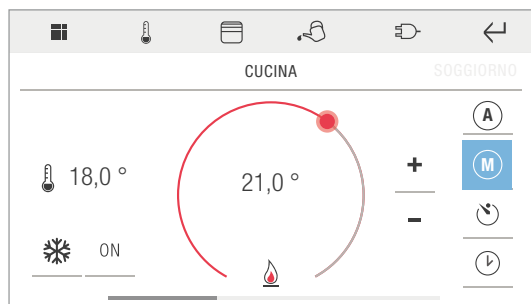 CUCINA SOGGIORNO
A
18,0 ° 21,0 ° + M
-
ON